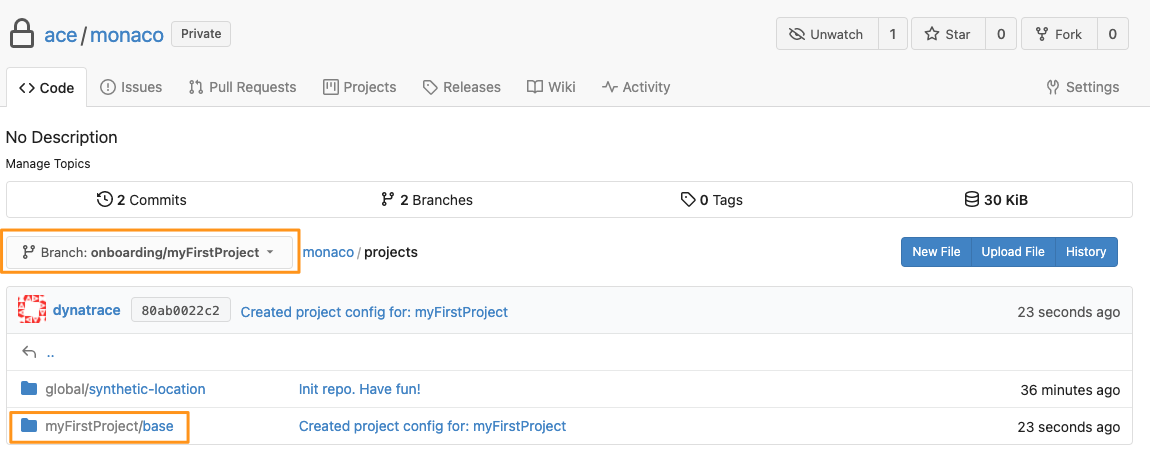 ace / monaco Private Unwatch 1 Star 0 Fork 0
Code Issues Pull Requests Projects Releases Wiki Activity Settings
No Description
Manage Topics
2 Commits 2 Branches 0 Tags 30 KiB
Branch: onboarding/myFirstProject monaco / projects New File Upload File History
dynatrace 80ab0022c2 Created project config for: myFirstProject 23 seconds ago
..
global/synthetic-location Init repo. Have fun! 36 minutes ago
myFirstProject/base Created project config for: myFirstProject 23 seconds ago